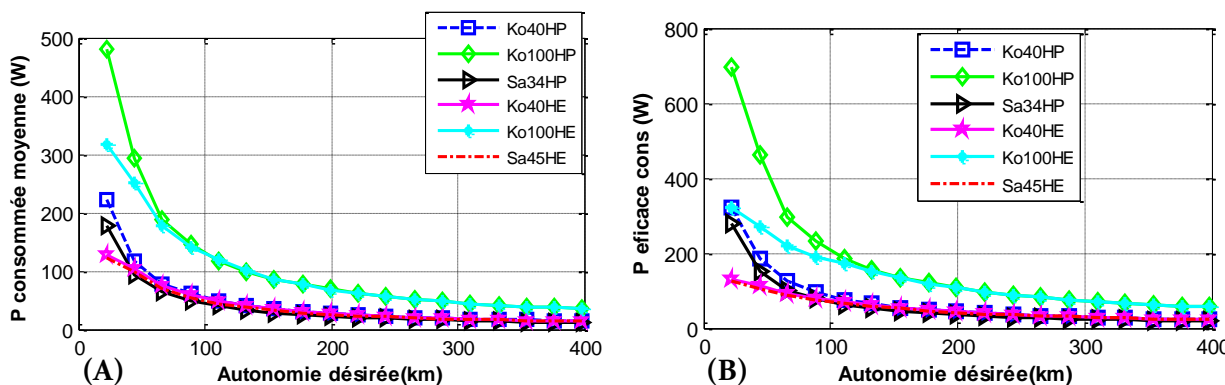 P consommée moyenne (W)
500
400
300
200
100
0
0 100 200 300 400
Autonomie désirée(km)
(A)
Ko40HP
Ko100HP
Sa34HP
Ko40HE
Ko100HE
Sa45HE
P eficace cons (W)
800
600
400
200
0
0 100 200 300 400
Autonomie désirée(km)
(B)
Ko40HP
Ko100HP
Sa34HP
Ko40HE
Ko100HE
Sa45HE